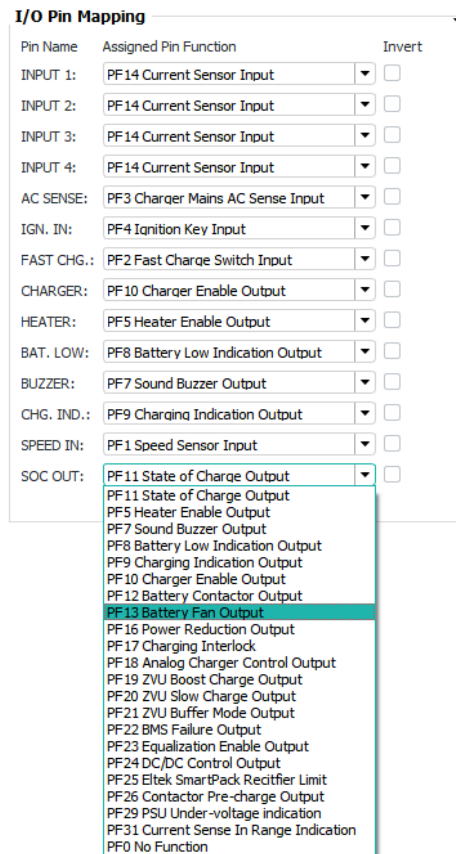 I/O Pin Mapping
Pin Name Assigned Pin Function Invert
INPUT 1: PF14 Current Sensor Input
INPUT 2: PF14 Current Sensor Input
INPUT 3: PF14 Current Sensor Input
INPUT 4: PF14 Current Sensor Input
AC SENSE: PF3 Charger Mains AC Sense Input
IGN. IN: PF4 Ignition Key Input
FAST CHG.: PF2 Fast Charge Switch Input
CHARGER: PF10 Charger Enable Output
HEATER: PF5 Heater Enable Output
BAT. LOW: PF8 Battery Low Indication Output
BUZZER: PF7 Sound Buzzer Output
CHG. IND.: PF9 Charging Indication Output
SPEED IN: PF1 Speed Sensor Input
SOC OUT: PF11 State of Charge Output
PF11 State of Charge Output
PF5 Heater Enable Output
PF7 Sound Buzzer Output
PF8 Battery Low Indication Output
PF9 Charging Indication Output
PF10 Charger Enable Output
PF12 Battery Contactor Output
PF13 Battery Fan Output
PF16 Power Reduction Output
PF17 Charging Interlock
PF18 Analog Charger Control Output
PF19 ZVU Boost Charge Output
PF20 ZVU Slow Charge Output
PF21 ZVU Buffer Mode Output
PF22 BMS Failure Output
PF23 Equalization Enable Output
PF24 DC/DC Control Output
PF25 Eltek SmartPack Recitfier Limit
PF26 Contactor Pre-charge Output
PF29 PSU Under-voltage indication
PF31 Current Sense In Range Indication
PF0 No Function